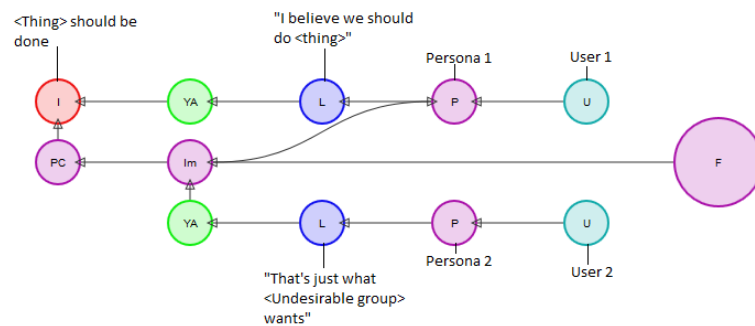 <Thing> should be
done
"I believe we should
do <thing>"
Persona 1
User 1
I
YA
L
P
U
PC
Im
F
YA
L
P
U
Persona 2
User 2
"That's just what
<Undesirable group>
wants"